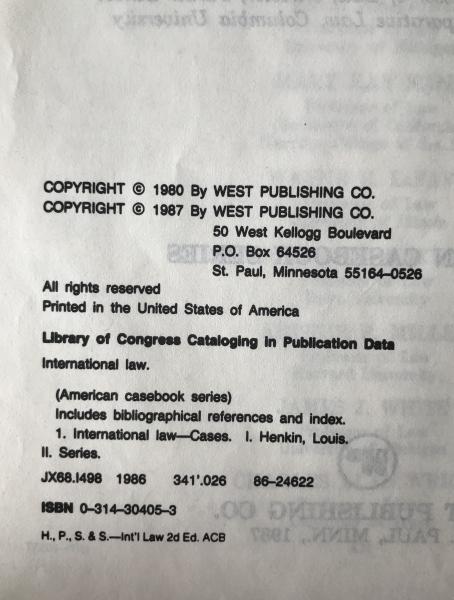 COPYRIGHT © 1980 By WEST PUBLISHING CO.
COPYRIGHT © 1987 By WEST PUBLISHING CO.
50 West Kellogg Boulevard
P.O. Box 64526
St. Paul, Minnesota 55164-0526
All rights reserved
Printed in the United States of America
Library of Congress Cataloging in Publication Data
International law.
(American casebook series)
Includes bibliographical references and index.
1. International law—Cases. I. Henkin, Louis.
II. Series.
JX68.I498 1986 341'.026 86-24622
ISBN 0-314-30405-3
H., P., S. & S.—Int'l Law 2d Ed. ACB